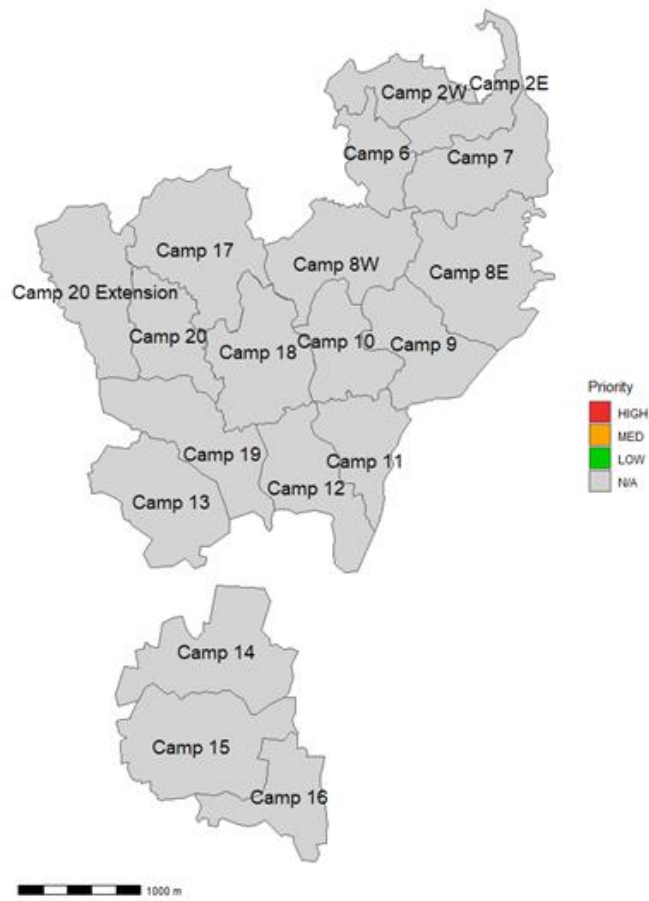 Camp 2E
Camp 2W
Camp 6
Camp 7
Camp 17
Camp 8W
Camp 8E
Camp 20 Extension
Camp 20
Camp 18
Camp 10
Camp 9
Camp 19
Camp 11
Camp 12
Camp 13
Priority
HIGH
MED
LOW
N/A
Camp 14
Camp 15
Camp 16
1000 m